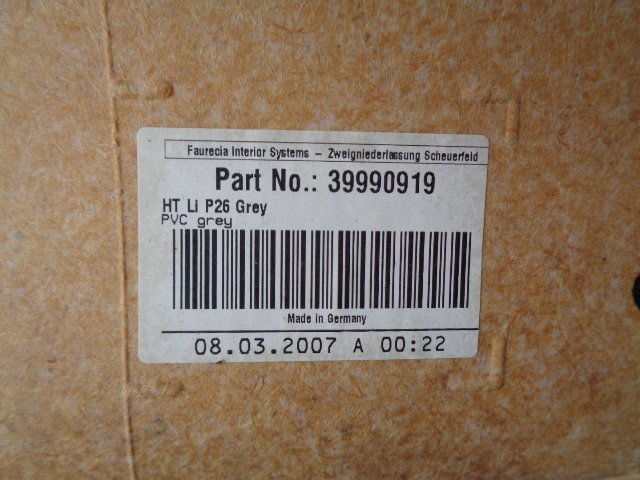 Faurecia Interior Systems – Zweigniederlassung Scheuerfeld
Part No.: 39990919
HT Li P26 Grey
PVC grey
Made in Germany
08.03.2007 A 00:22